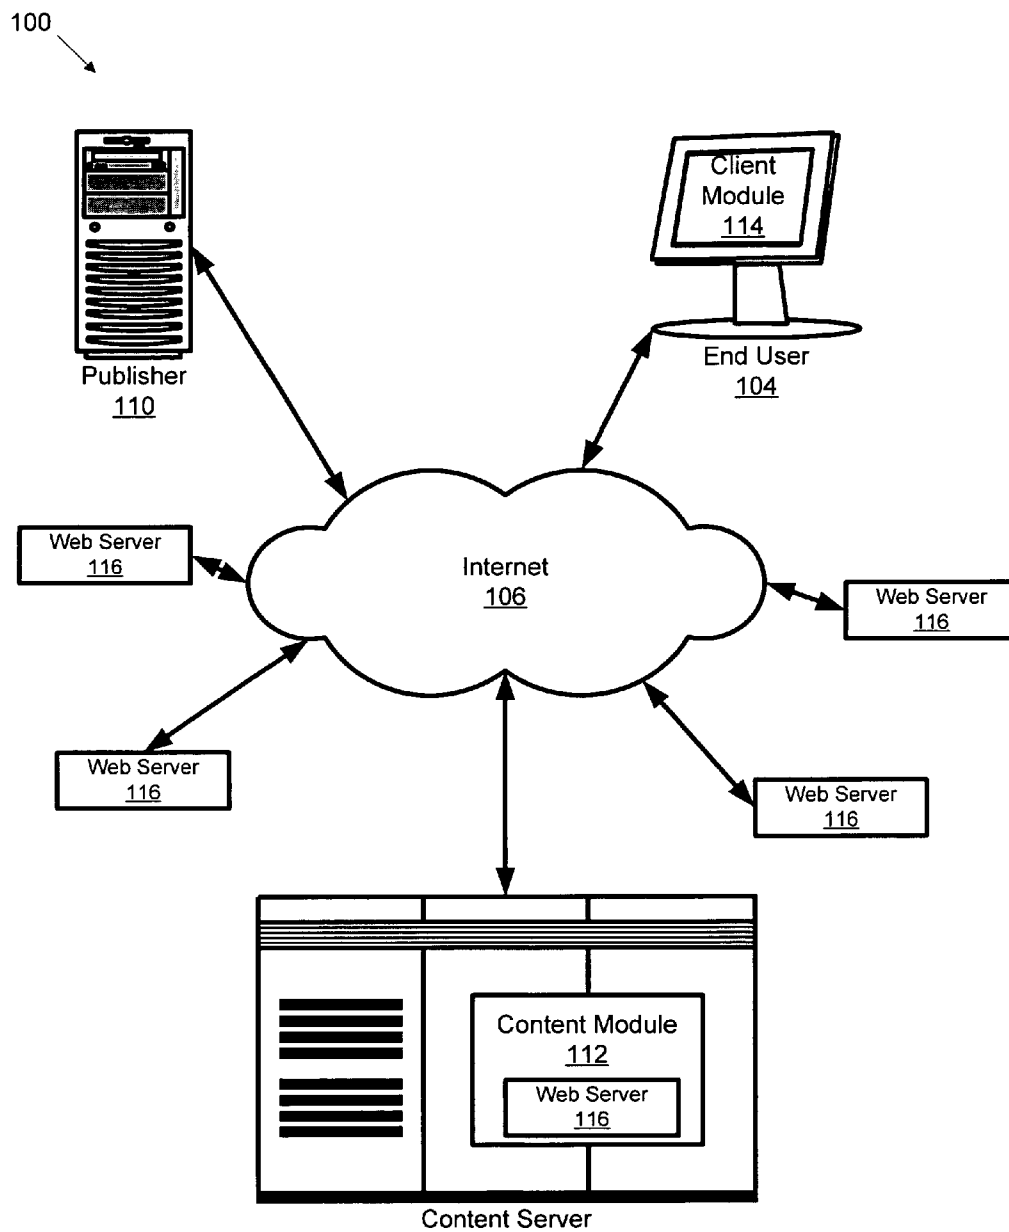 100
Client
Module
114
Publisher
110
End User
104
Web Server
116
Internet
106
Web Server
116
Web Server
116
Web Server
116
Content Module
112
Web Server
116
Content Server